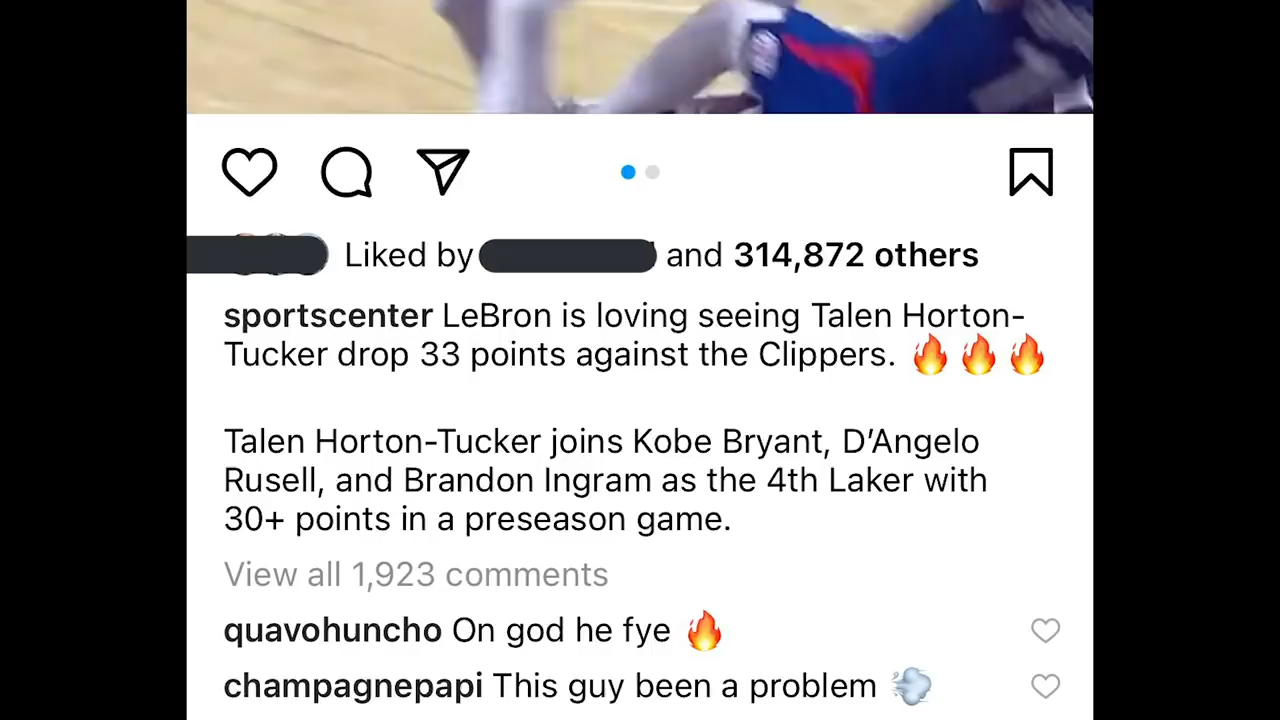 Liked by and 314,872 others
sportscenter LeBron is loving seeing Talen Horton-
Tucker drop 33 points against the Clippers. 🔥🔥🔥
Talen Horton-Tucker joins Kobe Bryant, D’Angelo
Rusell, and Brandon Ingram as the 4th Laker with
30+ points in a preseason game.
View all 1,923 comments
quavohuncho On god he fye 🔥
champagnepapi This guy been a problem 💨